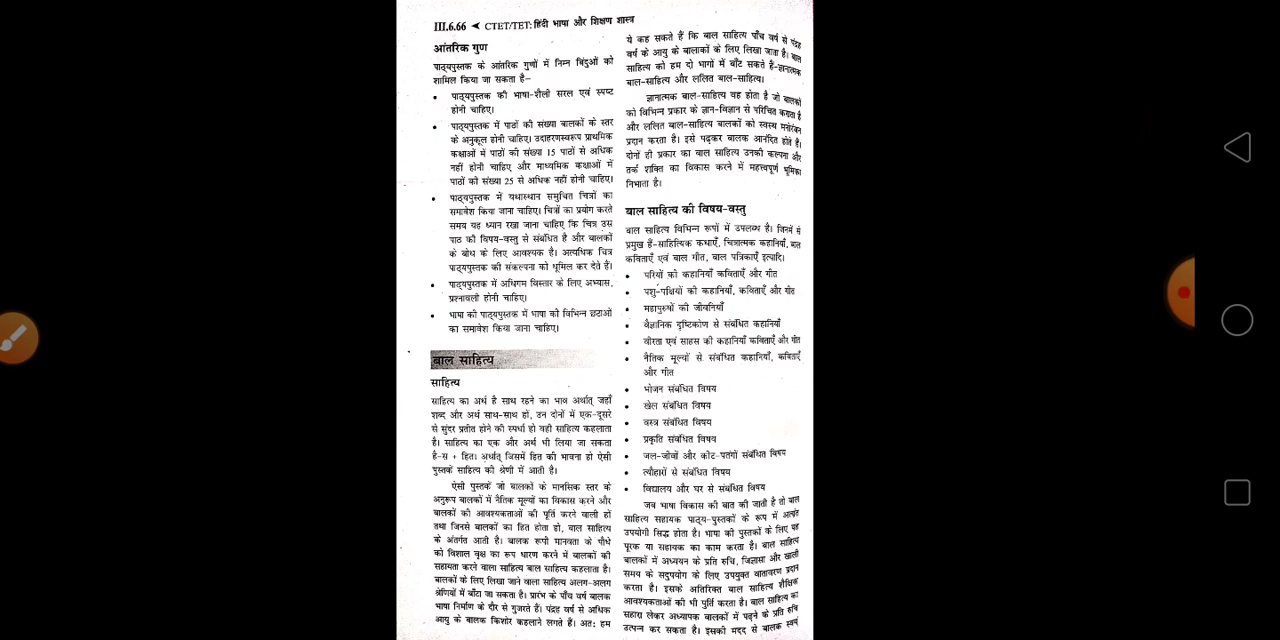 III.6.66 ◄ CTET/TET: हिंदी भाषा और शिक्षण शास्त्र
आंतरिक गुण
पाठ्यपुस्तक के आंतरिक गुणों में निम्न बिंदुओं को
शामिल किया जा सकता है–
• पाठ्यपुस्तक की भाषा-शैली सरल एवं स्पष्ट
होनी चाहिए।
• पाठ्यपुस्तक में पाठों की संख्या बालकों के स्तर
के अनुकूल होनी चाहिए। उदाहरणस्वरूप प्राथमिक
कक्षाओं में पाठों की संख्या 15 पाठों से अधिक
नहीं होनी चाहिए और माध्यमिक कक्षाओं में
पाठों की संख्या 25 से अधिक नहीं होनी चाहिए।
• पाठ्यपुस्तक में यथास्थान समुचित चित्रों का
समावेश किया जाना चाहिए। चित्रों का प्रयोग करते
समय यह ध्यान रखा जाना चाहिए कि चित्र उस
पाठ की विषय-वस्तु से संबंधित है और बालकों
के बोध के लिए आवश्यक है। अत्यधिक चित्र
पाठ्यपुस्तक की संकल्पना को धूमिल कर देते हैं।
• पाठ्यपुस्तक में अधिगम विस्तार के लिए अभ्यास,
प्रश्नावली होनी चाहिए।
• भाषा की पाठ्यपुस्तक में भाषा की विभिन्न छटाओं
का समावेश किया जाना चाहिए।
बाल साहित्य
साहित्य
साहित्य का अर्थ है साथ रहने का भाव अर्थात् जहाँ
शब्द और अर्थ साथ-साथ हों, उन दोनों में एक-दूसरे
से सुंदर प्रतीत होने की स्पर्धा हो वही साहित्य कहलाता
है। साहित्य का एक और अर्थ भी लिया जा सकता
है-स + हित। अर्थात् जिसमें हित की भावना हो ऐसी
पुस्तकें साहित्य की श्रेणी में आती है।
ऐसी पुस्तकें जो बालकों के मानसिक स्तर के
अनुरूप बालकों में नैतिक मूल्यों का विकास करने और
बालकों की आवश्यकताओं की पूर्ति करने वाली हों
तथा जिनसे बालकों का हित होता हो, बाल साहित्य
के अंतर्गत आती है। बालक रूपी मानवता के पौधे
को विशाल वृक्ष का रूप धारण करने में बालकों की
सहायता करने वाला साहित्य बाल साहित्य कहलाता है।
बालकों के लिए लिखा जाने वाला साहित्य अलग-अलग
श्रेणियों में बाँटा जा सकता है। प्रारंभ के पाँच वर्ष बालक
भाषा निर्माण के दौर से गुजरते हैं। पंद्रह वर्ष से अधिक
आयु के बालक किशोर कहलाने लगते हैं। अतः हम
ये कह सकते हैं कि बाल साहित्य पाँच वर्ष से पंद्रह
वर्ष के आयु के बालाकों के लिए लिखा जाता है। बाल
साहित्य को हम दो भागों में बाँट सकते हैं-ज्ञानात्मक
बाल-साहित्य और ललित बाल-साहित्य।
ज्ञानात्मक बाल-साहित्य वह होता है जो बालकों
को विभिन्न प्रकार के ज्ञान-विज्ञान से परिचित कराता है
और ललित बाल-साहित्य बालकों को स्वस्थ मनोरंजन
प्रदान करता है। इसे पढ़कर बालक आनंदित होते हैं।
दोनों ही प्रकार का बाल साहित्य उनकी कल्पना और
तर्क शक्ति का विकास करने में महत्त्वपूर्ण भूमिका
निभाता है।
बाल साहित्य की विषय-वस्तु
बाल साहित्य विभिन्न रूपों में उपलब्ध है। जिनमें से
प्रमुख हैं-साहित्यिक कथाएँ, चित्रात्मक कहानियाँ, बाल
कविताएँ एवं बाल गीत, बाल पत्रिकाएँ इत्यादि।
• परियों की कहानियाँ कविताएँ और गीत
• पशु-पक्षियों की कहानियाँ, कविताएँ और गीत
• महापुरुषों की जीवनियाँ
• वैज्ञानिक दृष्टिकोण से संबंधित कहानियाँ
• वीरता एवं साहस की कहानियाँ कविताएँ और गीत
• नैतिक मूल्यों से संबंधित कहानियाँ, कविताएँ
और गीत
• भोजन संबंधित विषय
• खेल संबंधित विषय
• वस्त्र संबंधित विषय
• प्रकृति संबंधित विषय
• जल-जीवों और कीट-पतंगों संबंधित विषय
• त्यौहारों से संबंधित विषय
• विद्यालय और घर से संबंधित विषय
जब भाषा विकास की बात की जाती है तो बाल
साहित्य सहायक पाठ्य-पुस्तकों के रूप में अत्यंत
उपयोगी सिद्ध होता है। भाषा की पुस्तकों के लिए यह
पूरक या सहायक का काम करता है। बाल साहित्य
बालकों में अध्ययन के प्रति रुचि, जिज्ञासा और खाली
समय के सदुपयोग के लिए उपयुक्त वातावरण प्रदान
करता है। इसके अतिरिक्त बाल साहित्य शैक्षिक
आवश्यकताओं की भी पूर्ति करता है। बाल साहित्य का
सहारा लेकर अध्यापक बालकों में पढ़ने के प्रति रुचि
उत्पन्न कर सकता है। इसकी मदद से बालक स्वयं